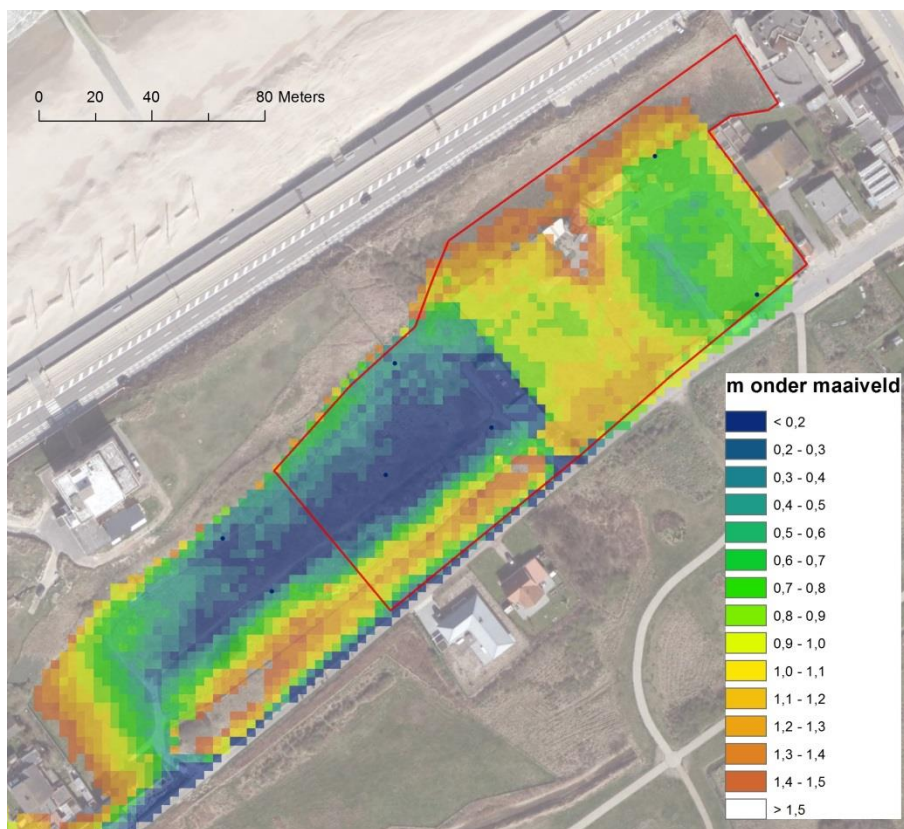 0 20 40 80 Meters
m onder maaiveld
< 0,2
0,2 - 0,3
0,3 - 0,4
0,4 - 0,5
0,5 - 0,6
0,6 - 0,7
0,7 - 0,8
0,8 - 0,9
0,9 - 1,0
1,0 - 1,1
1,1 - 1,2
1,2 - 1,3
1,3 - 1,4
1,4 - 1,5
> 1,5